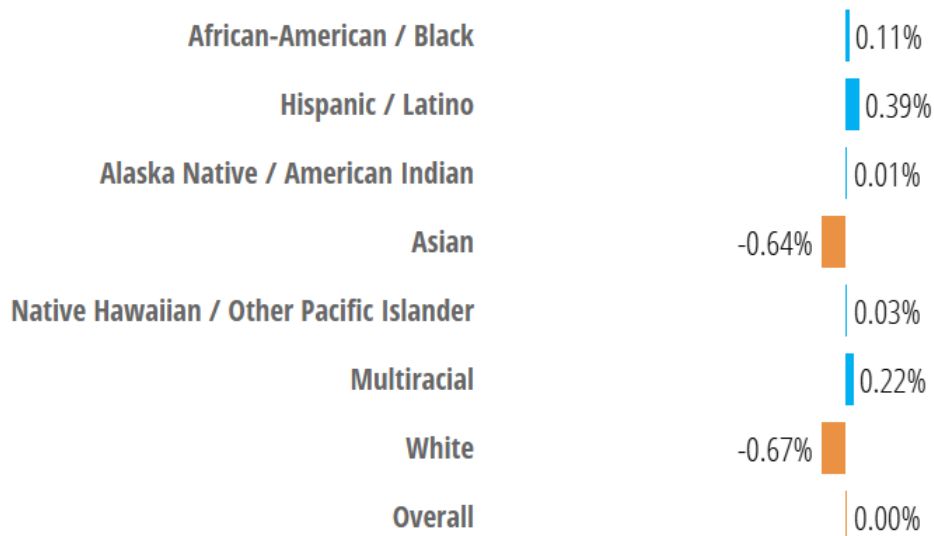 African-American / Black 0.11%
Hispanic / Latino 0.39%
Alaska Native / American Indian 0.01%
Asian -0.64%
Native Hawaiian / Other Pacific Islander 0.03%
Multiracial 0.22%
White -0.67%
Overall 0.00%